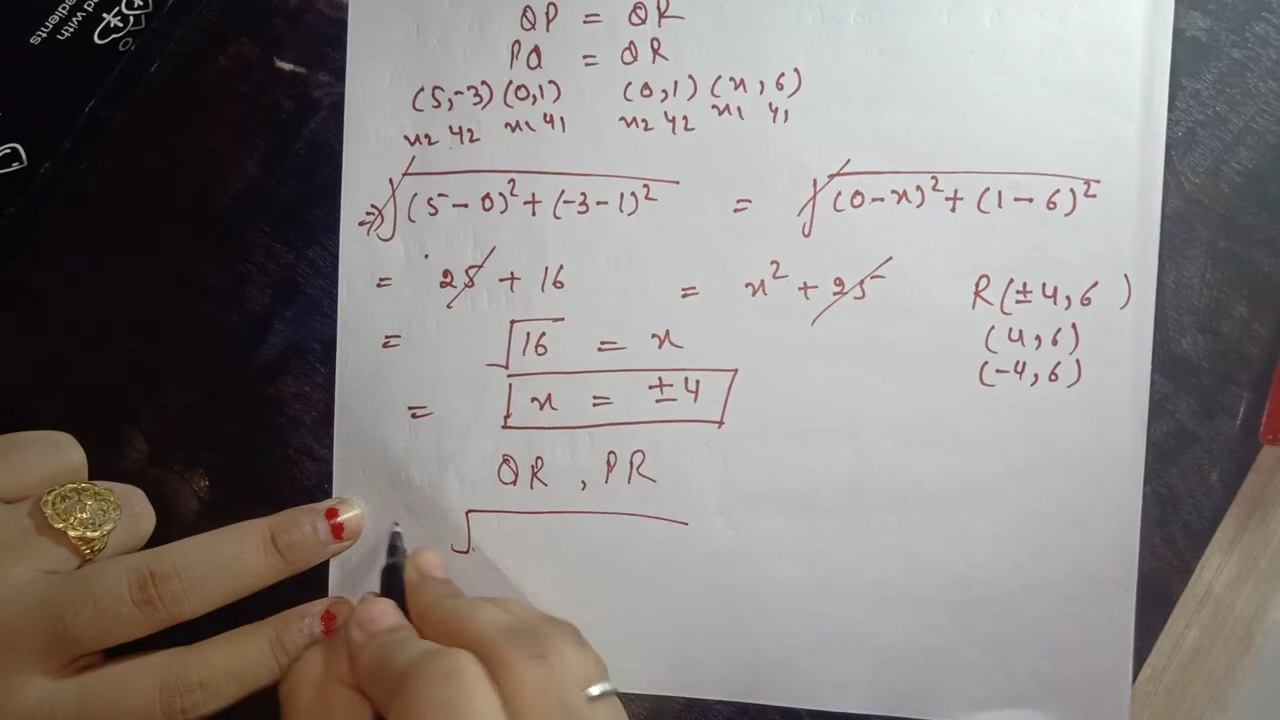 d with
edients
QP = QR
PQ = QR
(5,-3) (0,1) (0,1) (x,6)
x2 y2 x1 y1 x2 y2 x1 y1
⇒ √(5-0)² + (-3-1)² = √(0-x)² + (1-6)²
= 25 + 16 = x² + 25
= √16 = x
= x = ±4
R(±4,6)
(4,6)
(-4,6)
QR, PR
√